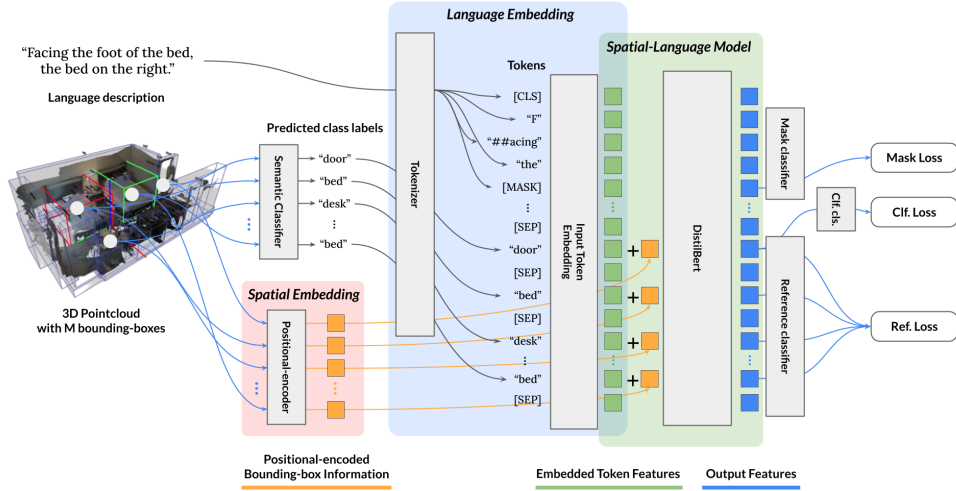 Language Embedding
Spatial-Language Model
“Facing the foot of the bed,
the bed on the right.”
Language description
Tokens
[CLS]
“F”
“##acing”
“the”
[MASK]
[SEP]
“door”
[SEP]
“bed”
[SEP]
“desk”
“bed”
[SEP]
Tokenizer
Input Token
Embedding
DistilBert
Mask classifier
Clf. cls.
Reference classifier
Mask Loss
Clf. Loss
Ref. Loss
Predicted class labels
Semantic Classifier
“door”
“bed”
“desk”
“bed”
3D Pointcloud
with M bounding-boxes
Spatial Embedding
Positional-encoder
Positional-encoded
Bounding-box Information
Embedded Token Features
Output Features